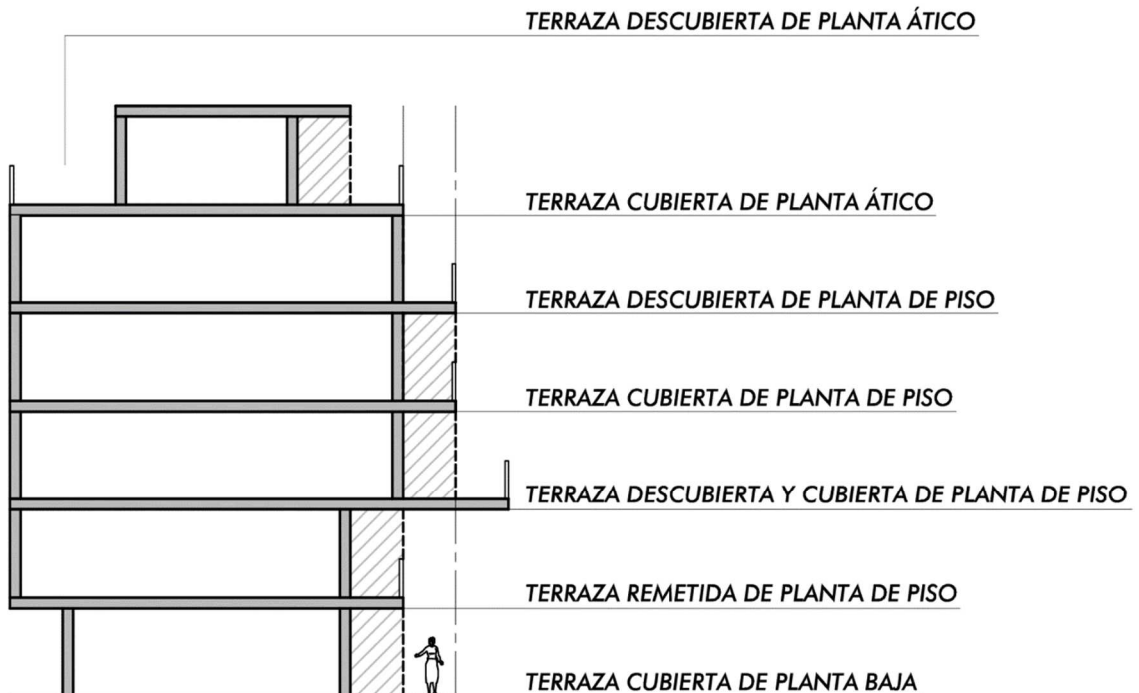 TERRAZA DESCUBIERTA DE PLANTA ÁTICO
TERRAZA CUBIERTA DE PLANTA ÁTICO
TERRAZA DESCUBIERTA DE PLANTA DE PISO
TERRAZA CUBIERTA DE PLANTA DE PISO
TERRAZA DESCUBIERTA Y CUBIERTA DE PLANTA DE PISO
TERRAZA REMETIDA DE PLANTA DE PISO
TERRAZA CUBIERTA DE PLANTA BAJA